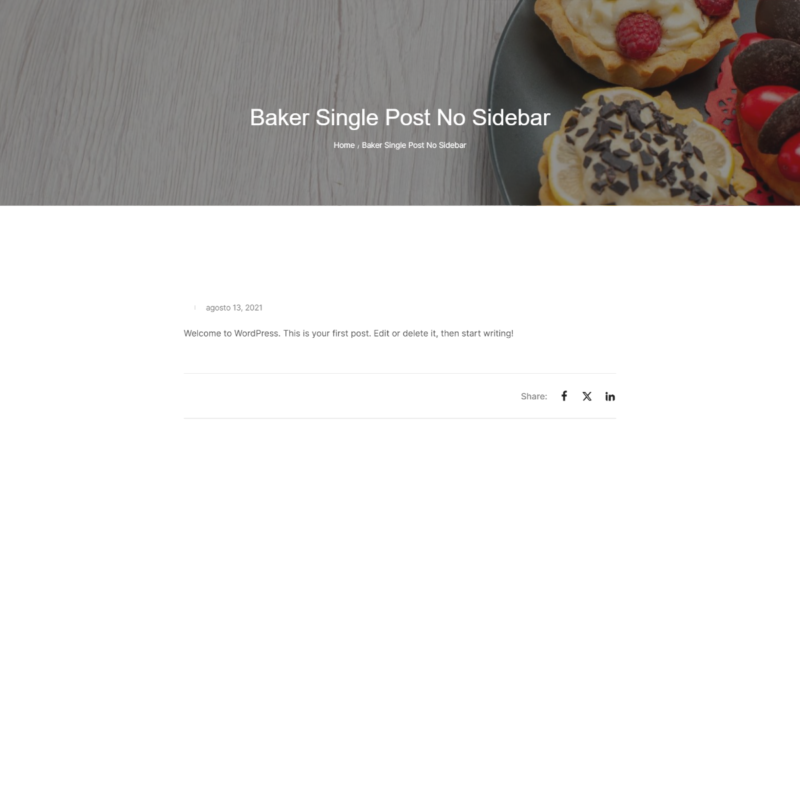 Baker Single Post No Sidebar
Home / Baker Single Post No Sidebar
agosto 13, 2021
Welcome to WordPress. This is your first post. Edit or delete it, then start writing!
Share: